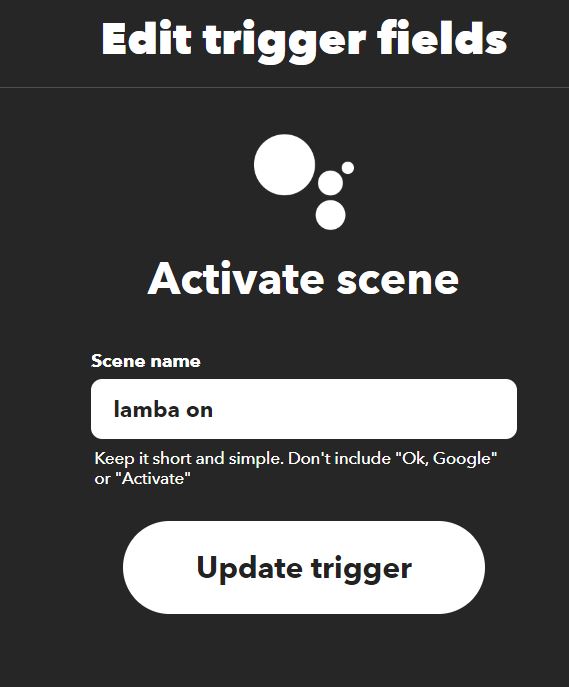 Edit trigger fields
Activate scene
Scene name
lamba on
Keep it short and simple. Don't include "Ok, Google"
or "Activate"
Update trigger